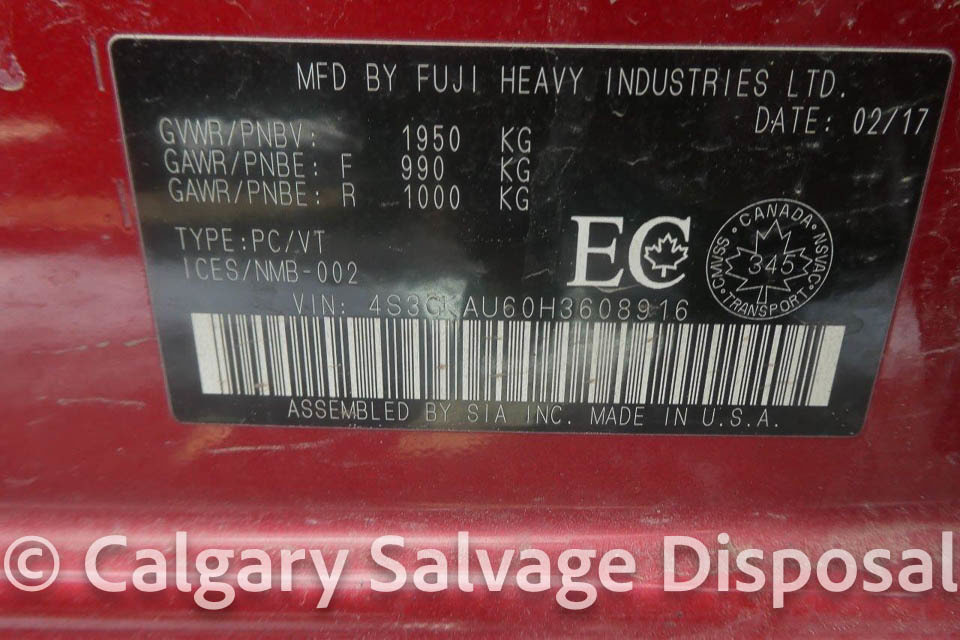 MFD BY FUJI HEAVY INDUSTRIES LTD.
DATE: 02/17
GVWR/PNBV: 1950 KG
GAWR/PNBE: F 990 KG
GAWR/PNBE: R 1000 KG
TYPE:PC/VT
ICES/NMB-002
EC
CMVSS · CANADA · NSVAC
345
TRANSPORT
VIN: 4S3GKAU60H3608916
ASSEMBLED BY SIA INC. MADE IN U.S.A.
© Calgary Salvage Disposal